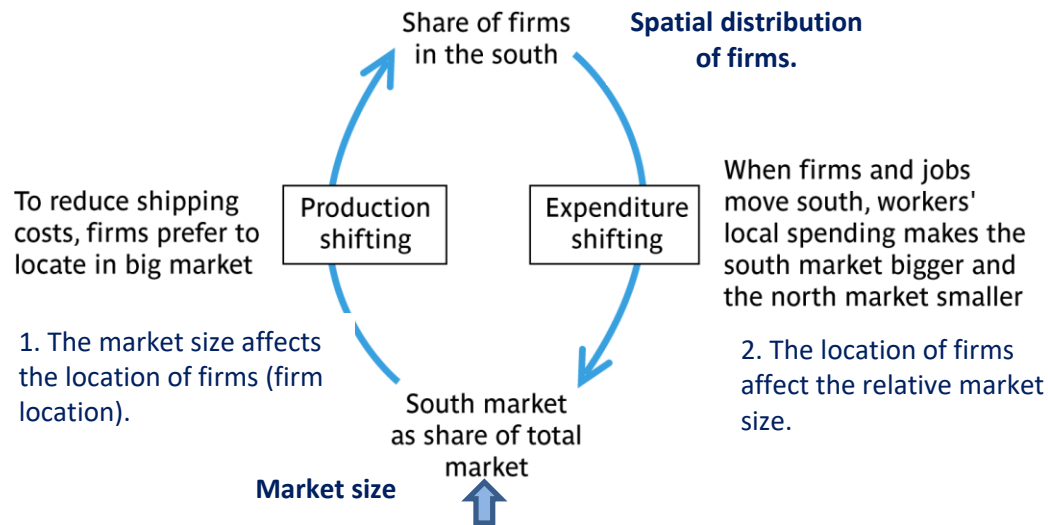 Share of firms
in the south
Spatial distribution
of firms.
To reduce shipping
costs, firms prefer to
locate in big market
Production
shifting
Expenditure
shifting
When firms and jobs
move south, workers'
local spending makes the
south market bigger and
the north market smaller
1. The market size affects
the location of firms (firm
location).
2. The location of firms
affect the relative market
size.
South market
as share of total
market
Market size